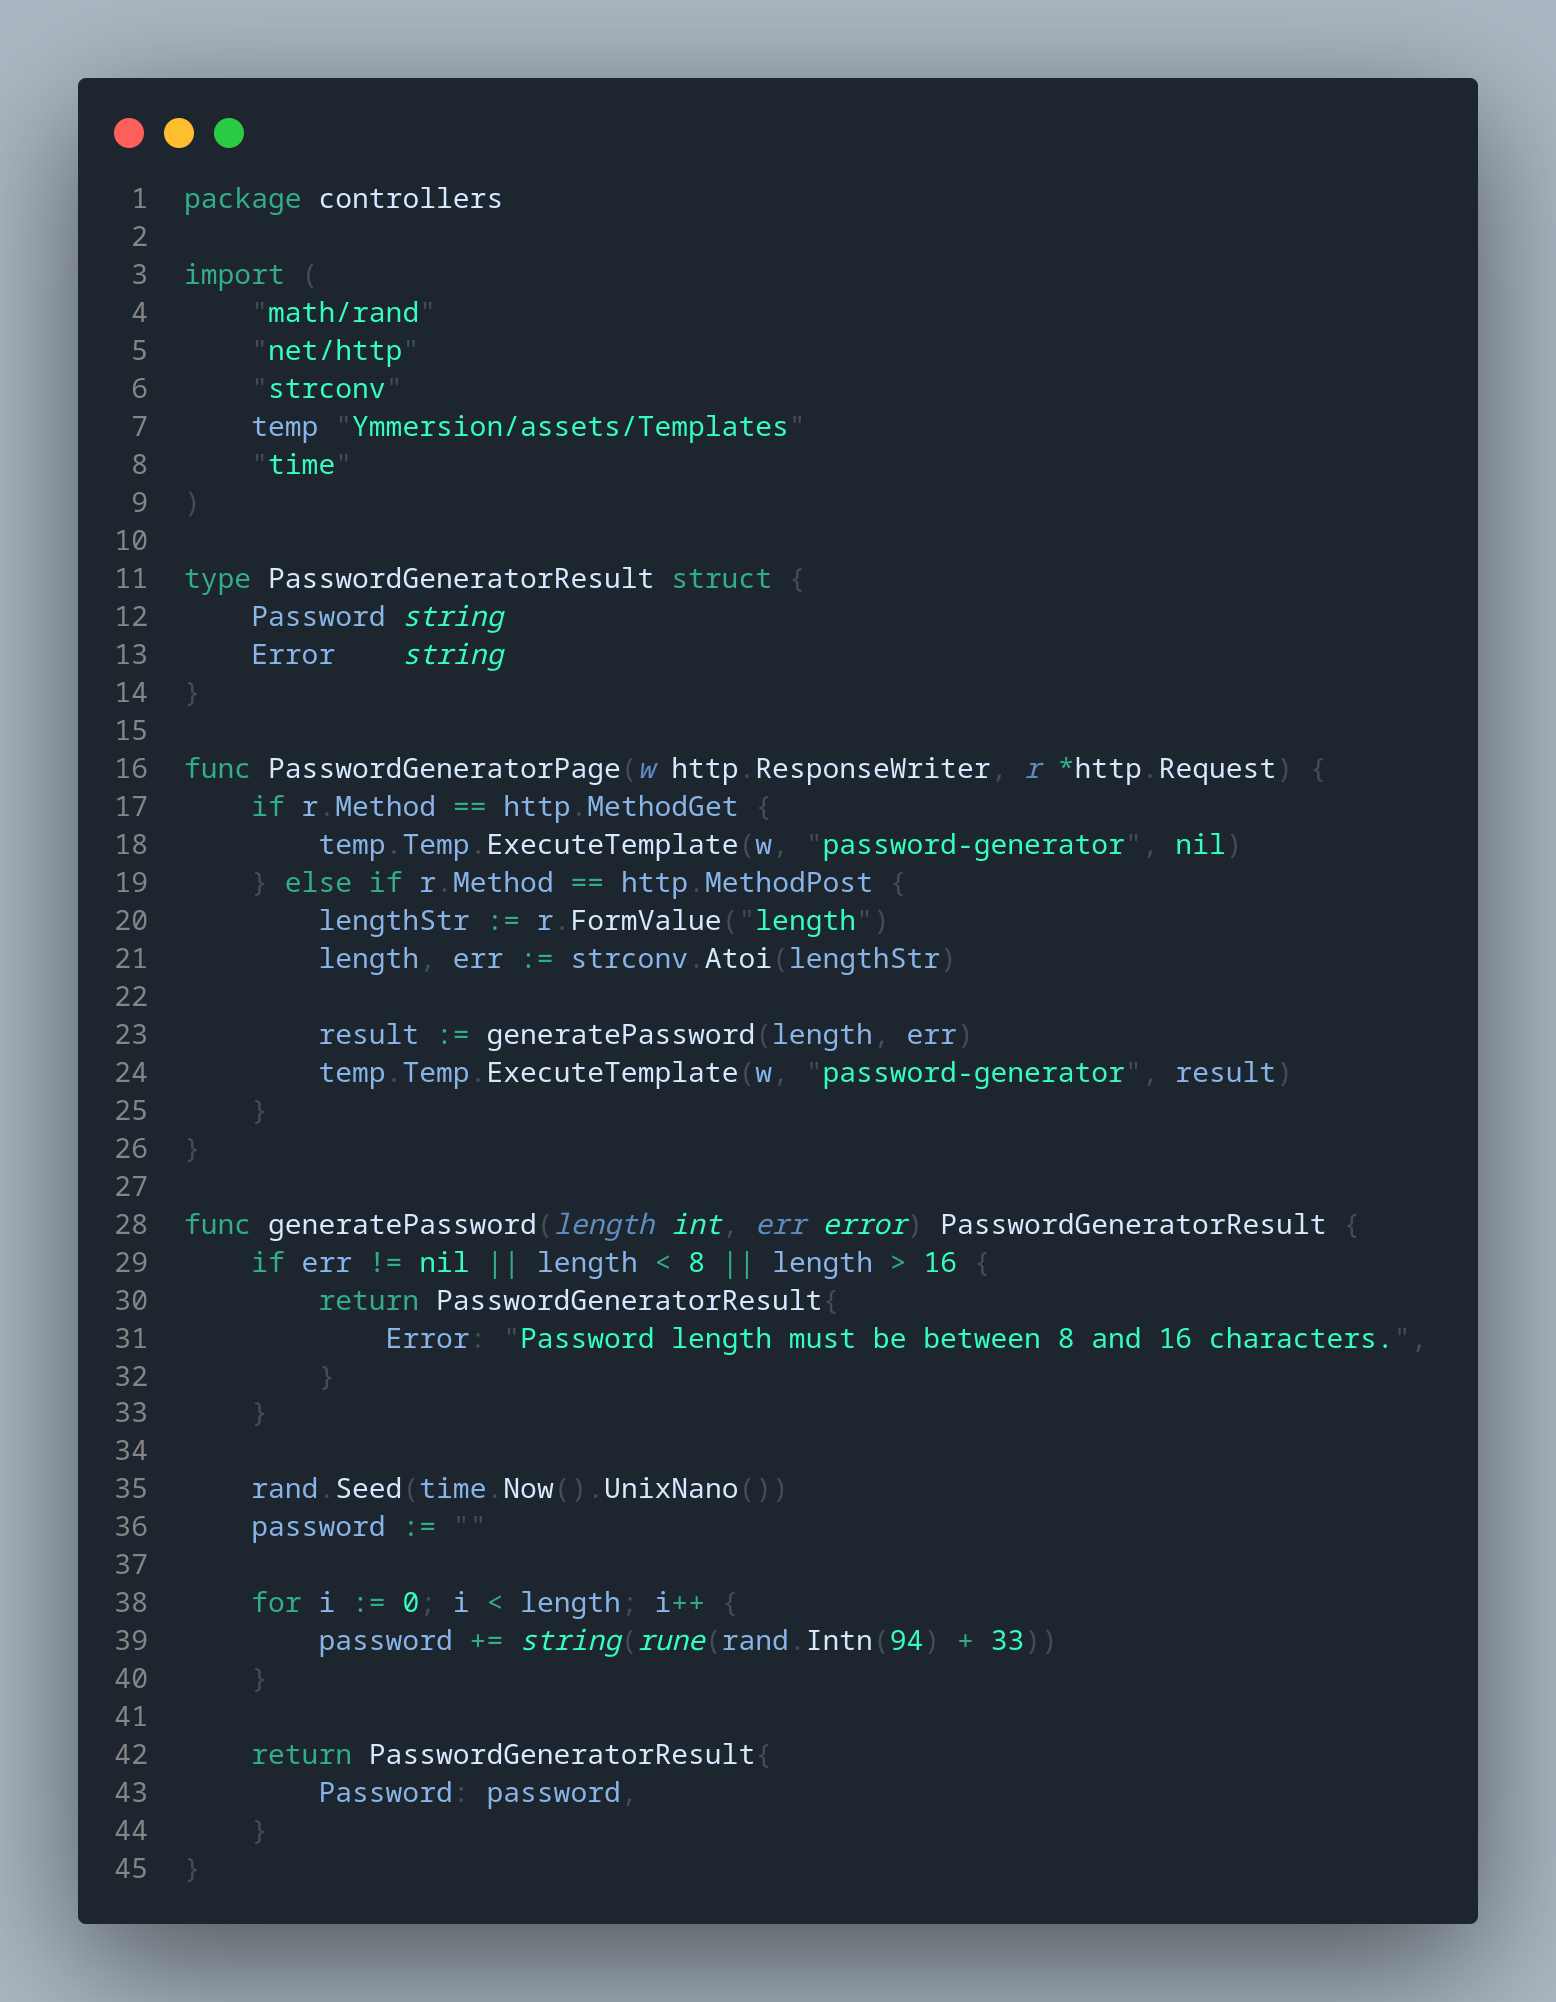 1 package controllers
2
3 import (
4     "math/rand"
5     "net/http"
6     "strconv"
7     temp "Ymmersion/assets/Templates"
8     "time"
9 )
10
11 type PasswordGeneratorResult struct {
12     Password string
13     Error    string
14 }
15
16 func PasswordGeneratorPage(w http.ResponseWriter, r *http.Request) {
17     if r.Method == http.MethodGet {
18         temp.Temp.ExecuteTemplate(w, "password-generator", nil)
19     } else if r.Method == http.MethodPost {
20         lengthStr := r.FormValue("length")
21         length, err := strconv.Atoi(lengthStr)
22
23         result := generatePassword(length, err)
24         temp.Temp.ExecuteTemplate(w, "password-generator", result)
25     }
26 }
27
28 func generatePassword(length int, err error) PasswordGeneratorResult {
29     if err != nil || length < 8 || length > 16 {
30         return PasswordGeneratorResult{
31             Error: "Password length must be between 8 and 16 characters.",
32         }
33     }
34
35     rand.Seed(time.Now().UnixNano())
36     password := ""
37
38     for i := 0; i < length; i++ {
39         password += string(rune(rand.Intn(94) + 33))
40     }
41
42     return PasswordGeneratorResult{
43         Password: password,
44     }
45 }